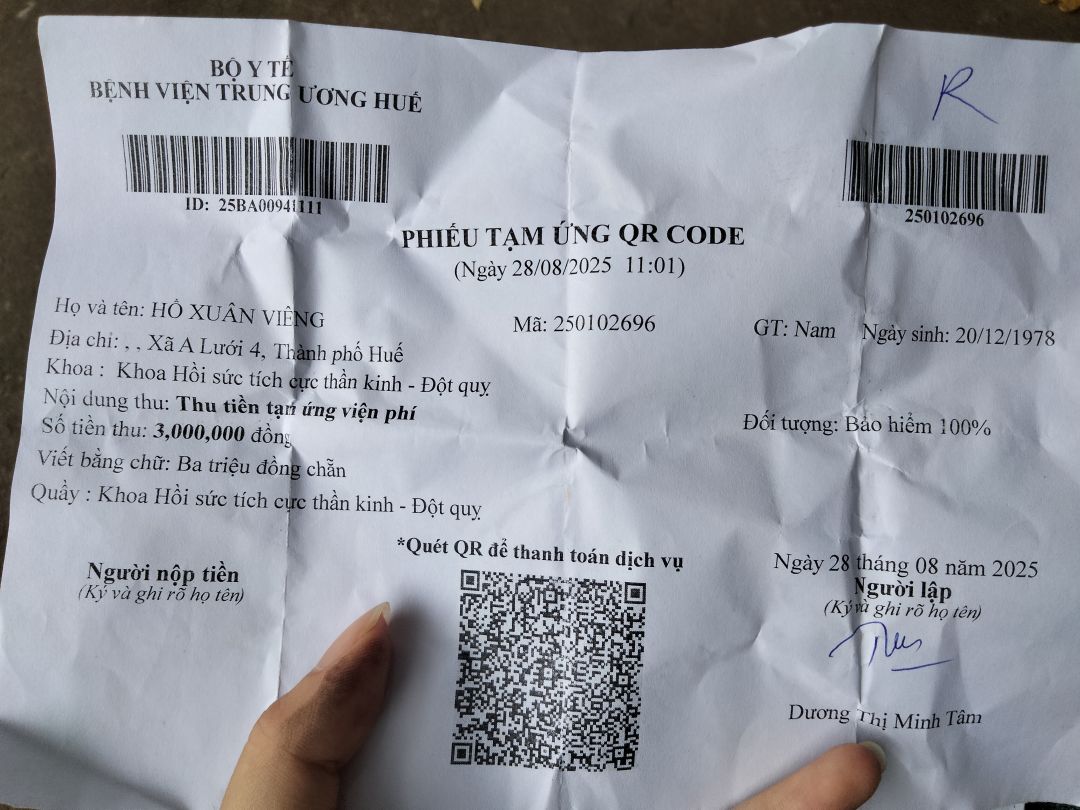 BỘ Y TẾ
BỆNH VIỆN TRUNG ƯƠNG HUẾ
R
ID: 25BA00941111
250102696
PHIẾU TẠM ỨNG QR CODE
(Ngày 28/08/2025 11:01)
Họ và tên: HỒ XUÂN VIÊNG Mã: 250102696 GT: Nam Ngày sinh: 20/12/1978
Địa chỉ: , , Xã A Lưới 4, Thành phố Huế
Khoa : Khoa Hồi sức tích cực thần kinh - Đột quỵ
Nội dung thu: Thu tiền tạm ứng viện phí Đối tượng: Bảo hiểm 100%
Số tiền thu: 3,000,000 đồng
Viết bằng chữ: Ba triệu đồng chẵn
Quầy : Khoa Hồi sức tích cực thần kinh - Đột quỵ
*Quét QR để thanh toán dịch vụ
Ngày 28 tháng 08 năm 2025
Người nộp tiền Người lập
(Ký và ghi rõ họ tên) (Ký và ghi rõ họ tên)
Dương Thị Minh Tâm